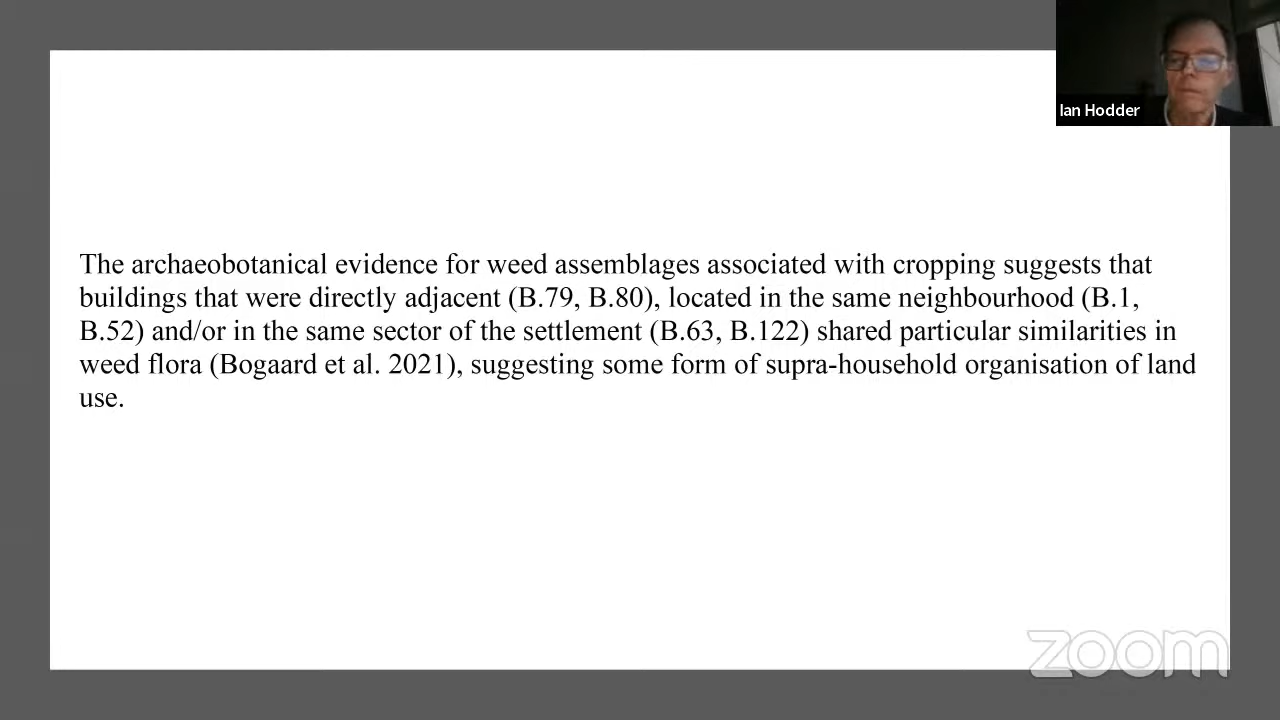 Ian Hodder
The archaeobotanical evidence for weed assemblages associated with cropping suggests that
buildings that were directly adjacent (B.79, B.80), located in the same neighbourhood (B.1,
B.52) and/or in the same sector of the settlement (B.63, B.122) shared particular similarities in
weed flora (Bogaard et al. 2021), suggesting some form of supra-household organisation of land
use.
zoom